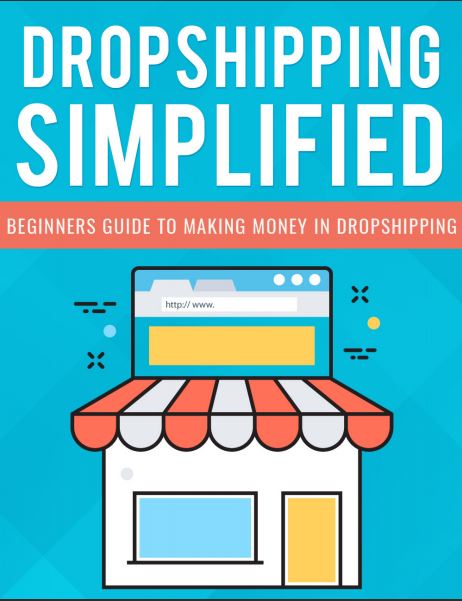 DROPSHIPPING
SIMPLIFIED
BEGINNERS GUIDE TO MAKING MONEY IN DROPSHIPPING
http:// www.